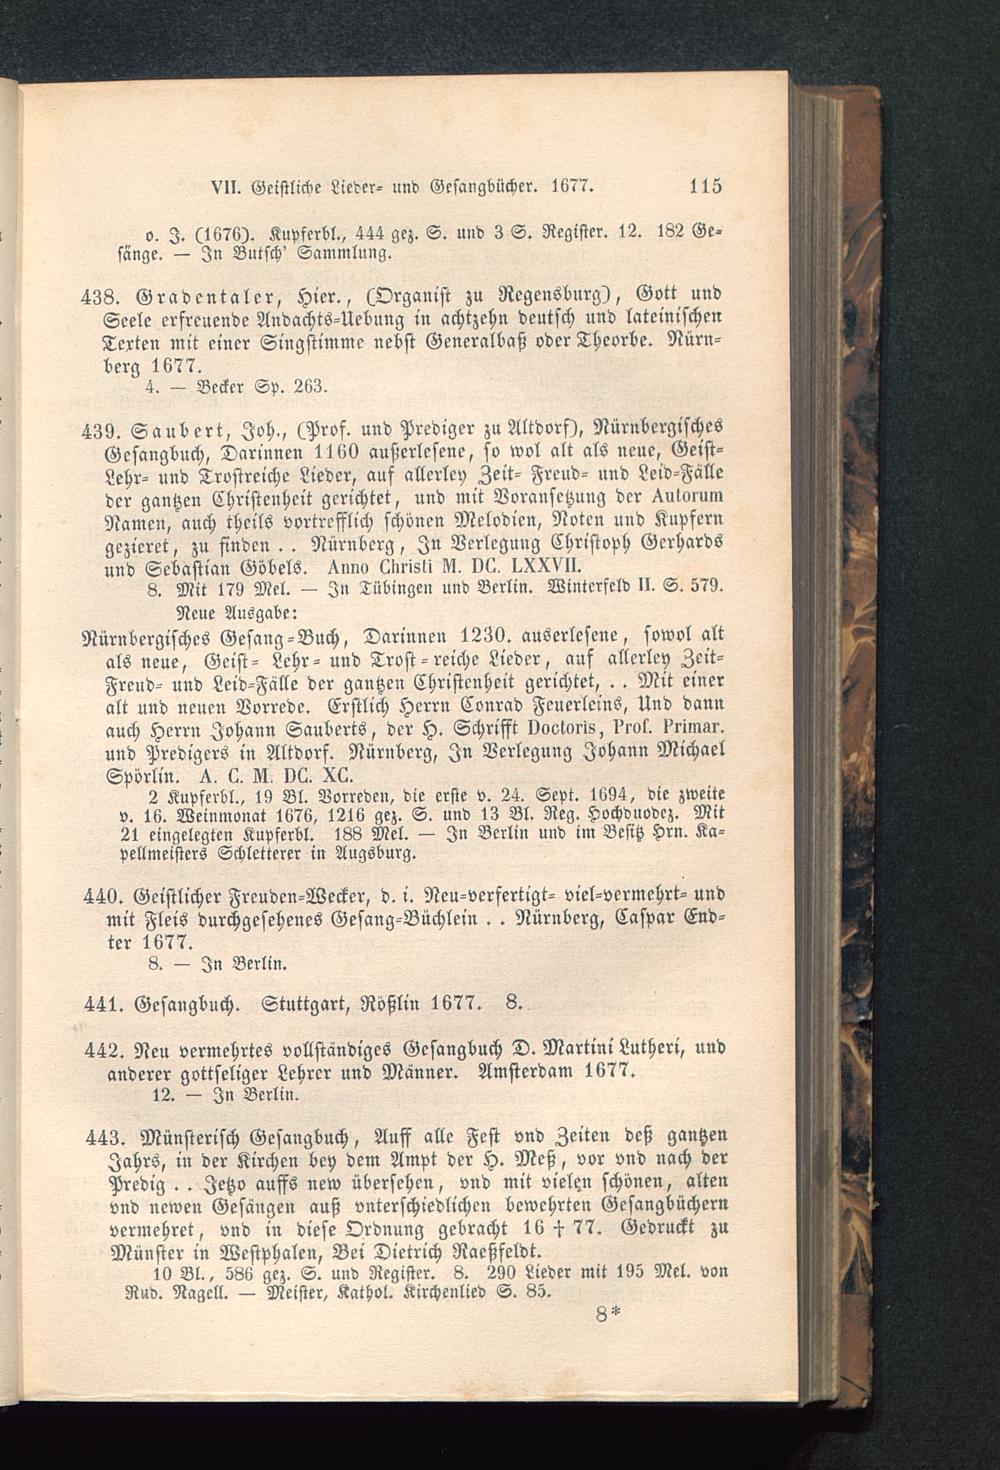 VII. Geistliche Lieder- und Gesangbücher. 1677. 115
o. J. (1676). Kupferbl., 444 gez. S. und 3 S. Register. 12. 182 Ge-
sänge. — In Butsch' Sammlung.
438. Gradentaler, Hier., (Organist zu Regensburg), Gott und
Seele erfreuende Andachts-Uebung in achtzehn deutsch und lateinischen
Texten mit einer Singstimme nebst Generalbaß oder Theorbe. Nürn-
berg 1677.
4. — Becker Sp. 263.
439. Saubert, Joh., (Prof. und Prediger zu Altdorf), Nürnbergisches
Gesangbuch, Darinnen 1160 außerlesene, so wol alt als neue, Geist-
Lehr- und Trostreiche Lieder, auf allerley Zeit- Freud- und Leid-Fälle
der gantzen Christenheit gerichtet, und mit Voransetzung der Autorum
Namen, auch theils vortrefflich schönen Melodien, Noten und Kupfern
gezieret, zu finden . . Nürnberg, In Verlegung Christoph Gerhards
und Sebastian Göbels. Anno Christi M. DC. LXXVII.
8. Mit 179 Mel. — In Tübingen und Berlin. Winterfeld II. S. 579.
Neue Ausgabe:
Nürnbergisches Gesang-Buch, Darinnen 1230. auserlesene, sowol alt
als neue, Geist- Lehr- und Trost-reiche Lieder, auf allerley Zeit-
Freud- und Leid-Fälle der gantzen Christenheit gerichtet, . . Mit einer
alt und neuen Vorrede. Erstlich Herrn Conrad Feuerleins, Und dann
auch Herrn Johann Sauberts, der H. Schrifft Doctoris, Prof. Primar.
und Predigers in Altdorf. Nürnberg, In Verlegung Johann Michael
Spörlin. A. C. M. DC. XC.
2 Kupferbl., 19 Bl. Vorreden, die erste v. 24. Sept. 1694, die zweite
v. 16. Weinmonat 1676, 1216 gez. S. und 13 Bl. Reg. Hochduodez. Mit
21 eingelegten Kupferbl. 188 Mel. — In Berlin und im Besitz Hrn. Ka-
pellmeisters Schletterer in Augsburg.
440. Geistlicher Freuden-Wecker, d. i. Neu-verfertigt- viel-vermehrt- und
mit Fleis durchgesehenes Gesang-Büchlein . . Nürnberg, Caspar End-
ter 1677.
8. — In Berlin.
441. Gesangbuch. Stuttgart, Rößlin 1677. 8.
442. Neu vermehrtes vollständiges Gesangbuch D. Martini Lutheri, und
anderer gottseliger Lehrer und Männer. Amsterdam 1677.
12. — In Berlin.
443. Münsterisch Gesangbuch, Auff alle Fest vnd Zeiten deß gantzen
Jahrs, in der Kirchen bey dem Ampt der H. Meß, vor vnd nach der
Predig . . Jetzo auffs new übersehen, vnd mit vielen schönen, alten
vnd newen Gesängen auß vnterschiedlichen bewehrten Gesangbüchern
vermehret, vnd in diese Ordnung gebracht 16 † 77. Gedruckt zu
Münster in Westphalen, Bei Dietrich Raeßfeldt.
10 Bl., 586 gez. S. und Register. 8. 290 Lieder mit 195 Mel. von
Rud. Nagell. — Meister, Kathol. Kirchenlied S. 85.
8*